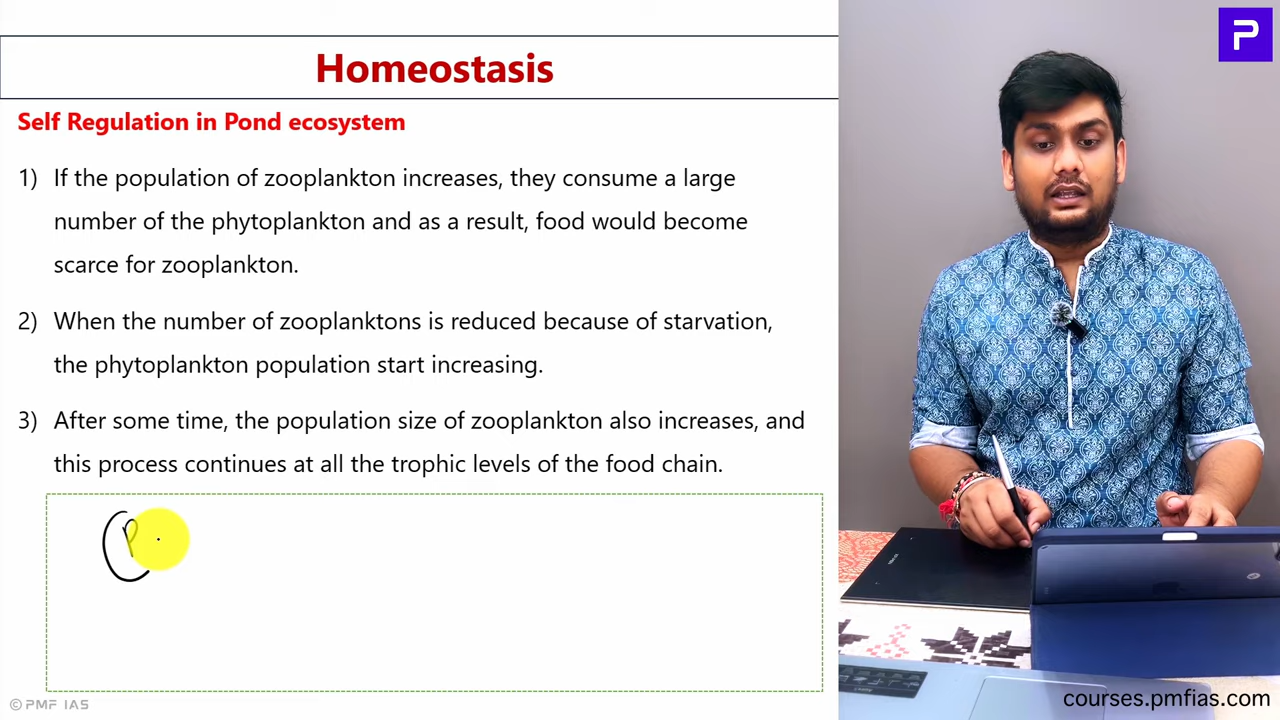 Homeostasis
Self Regulation in Pond ecosystem
1) If the population of zooplankton increases, they consume a large
number of the phytoplankton and as a result, food would become
scarce for zooplankton.
2) When the number of zooplanktons is reduced because of starvation,
the phytoplankton population start increasing.
3) After some time, the population size of zooplankton also increases, and
this process continues at all the trophic levels of the food chain.
P
© PMF IAS
P
courses.pmfias.com